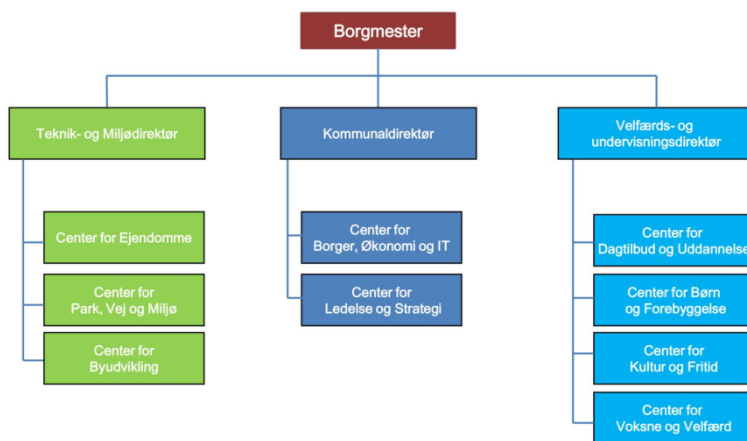 Borgmester
Teknik- og Miljødirektør
Kommunaldirektør
Velfærds- og
undervisningsdirektør
Center for Ejendomme
Center for
Park, Vej og Miljø
Center for
Byudvikling
Center for
Borger, Økonomi og IT
Center for
Ledelse og Strategi
Center for
Dagtilbud og Uddannelse
Center for Børn
og Forebyggelse
Center for
Kultur og Fritid
Center for
Voksne og Velfærd